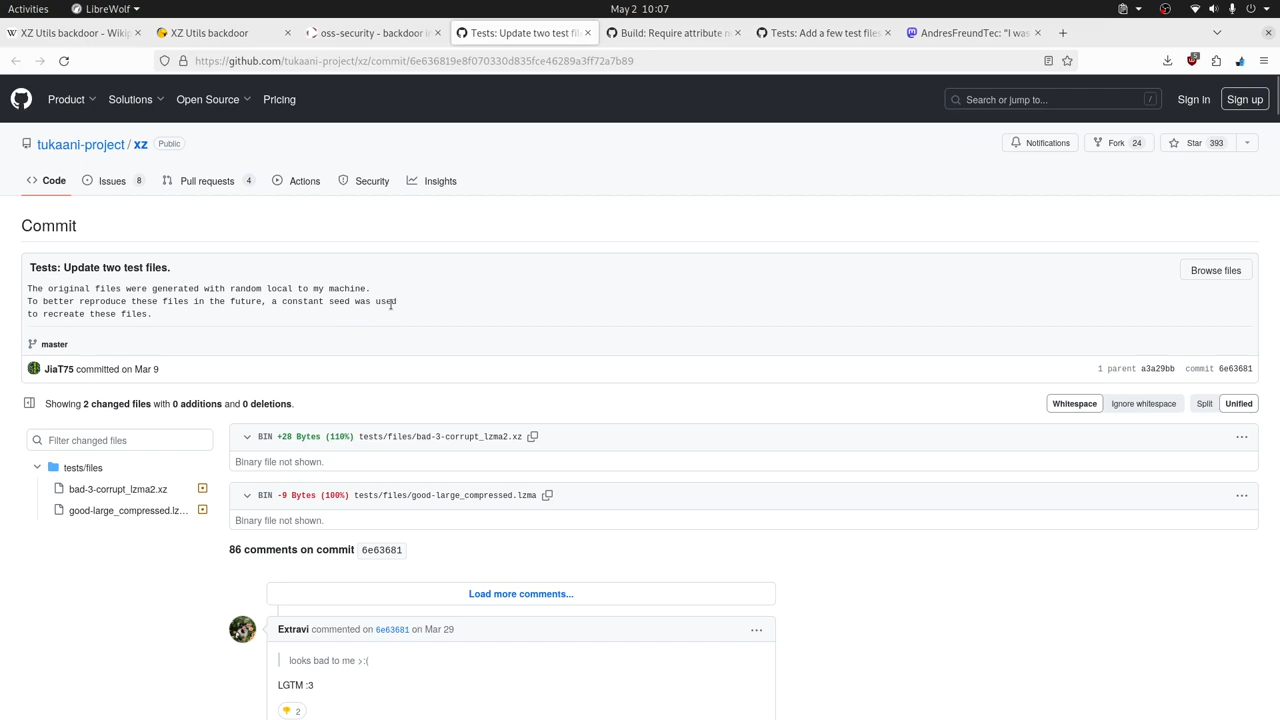 Activities LibreWolf May 2 10:07
XZ Utils backdoor - Wikip XZ Utils backdoor oss-security - backdoor in Tests: Update two test fil Build: Require attribute n Tests: Add a few test files AndresFreundTec: "I was
https://github.com/tukaani-project/xz/commit/6e636819e8f070330d835fce46289a3ff72a7b89
Product Solutions Open Source Pricing Search or jump to... / Sign in Sign up
tukaani-project / xz Public Notifications Fork 24 Star 393
Code Issues 8 Pull requests 4 Actions Security Insights
Commit
Tests: Update two test files. Browse files
The original files were generated with random local to my machine.
To better reproduce these files in the future, a constant seed was used
to recreate these files.
master
JiaT75 committed on Mar 9 1 parent a3a29bb commit 6e63681
Showing 2 changed files with 0 additions and 0 deletions. Whitespace Ignore whitespace Split Unified
Filter changed files
tests/files
bad-3-corrupt_lzma2.xz
good-large_compressed.lz...
BIN +28 Bytes (110%) tests/files/bad-3-corrupt_lzma2.xz
Binary file not shown.
BIN -9 Bytes (100%) tests/files/good-large_compressed.lzma
Binary file not shown.
86 comments on commit 6e63681
Load more comments...
Extravi commented on 6e63681 on Mar 29
looks bad to me >:(
LGTM :3
2